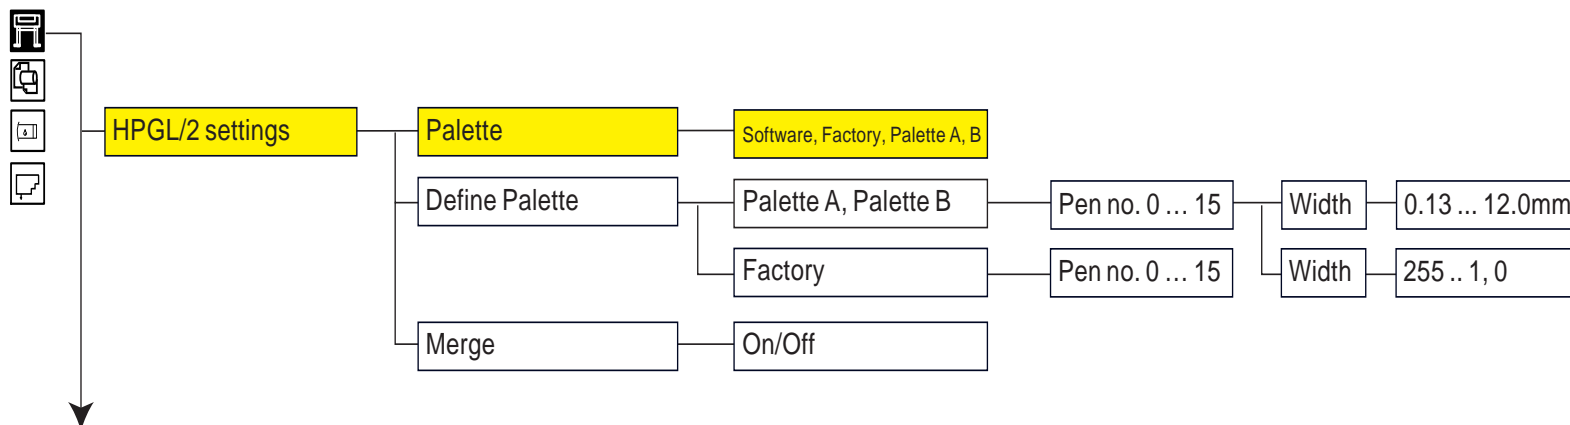 HPGL/2 settings
Palette
Software, Factory, Palette A, B
Define Palette
Palette A, Palette B
Pen no. 0 ... 15
Width
0.13 ... 12.0mm
Factory
Pen no. 0 ... 15
Width
255 .. 1, 0
Merge
On/Off